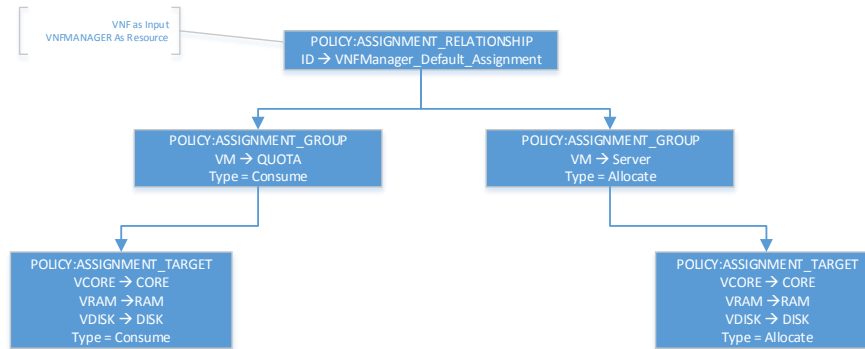 VNF as Input
VNFMANAGER As Resource
POLICY:ASSIGNMENT_RELATIONSHIP
ID → VNFManager_Default_Assignment
POLICY:ASSIGNMENT_GROUP
VM → QUOTA
Type = Consume
POLICY:ASSIGNMENT_GROUP
VM → Server
Type = Allocate
POLICY:ASSIGNMENT_TARGET
VCORE → CORE
VRAM →RAM
VDISK → DISK
Type = Consume
POLICY:ASSIGNMENT_TARGET
VCORE → CORE
VRAM →RAM
VDISK → DISK
Type = Allocate